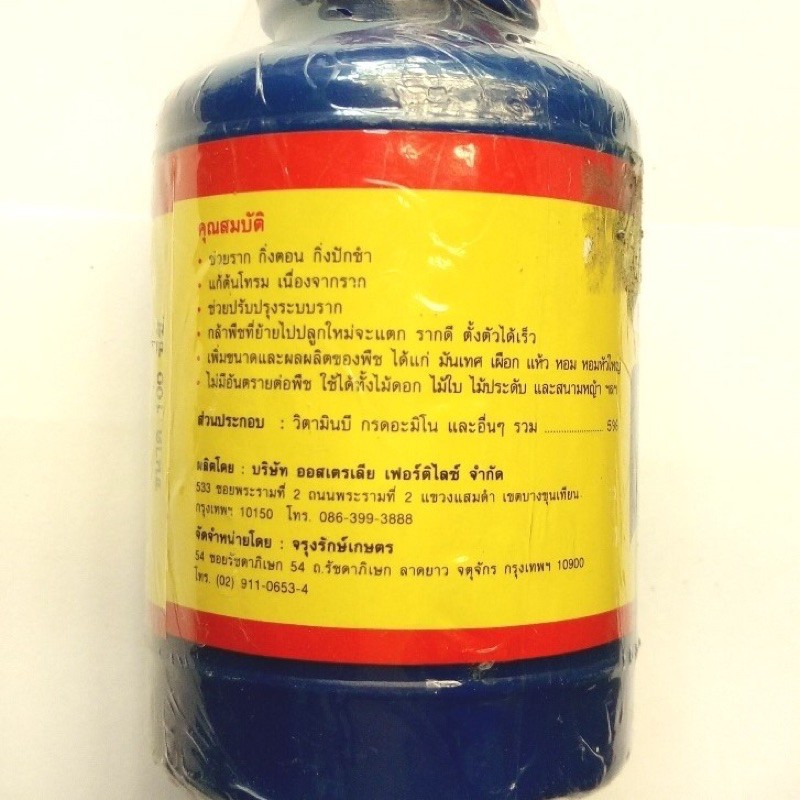 คุณสมบัติ
• ช่วยราก กิ่งตอน กิ่งปักชำ
• แก้ต้นโทรม เนื่องจากราก
• ช่วยปรับปรุงระบบราก
• กล้าพืชที่ย้ายไปปลูกใหม่จะแตก รากดี ตั้งตัวได้เร็ว
• เพิ่มขนาดและผลผลิตของพืช ได้แก่ มันเทศ เผือก แห้ว หอม หอมหัวใหญ่
• ไม่มีอันตรายต่อพืช ใช้ได้ทั้งไม้ดอก ไม้ใบ ไม้ประดับ และสนามหญ้า ฯลฯ
ส่วนประกอบ : วิตามินบี กรดอะมิโน และอื่นๆ รวม ........................ 5%
ผลิตโดย : บริษัท ออสเตรเลีย เฟอร์ติไลซ์ จำกัด
533 ซอยพระรามที่ 2 ถนนพระรามที่ 2 แขวงแสมดำ เขตบางขุนเทียน
กรุงเทพฯ 10150 โทร. 086-399-3888
จัดจำหน่ายโดย : จรุงรักษ์เกษตร
54 ซอยรัชดาภิเษก 54 ถ.รัชดาภิเษก ลาดยาว จตุจักร กรุงเทพฯ 10900
โทร. (02) 911-0653-4
100 ซีซี